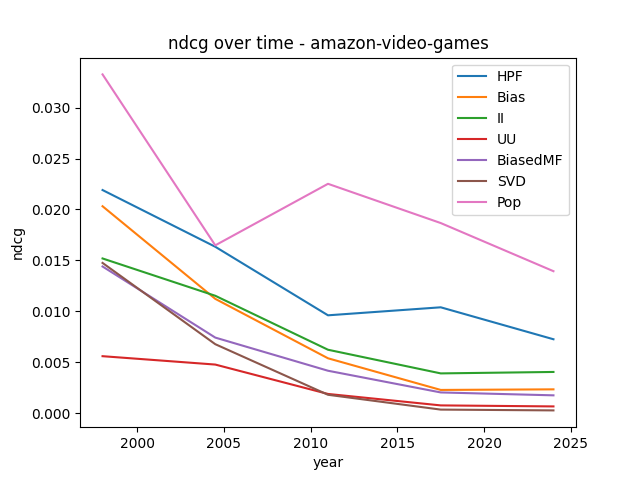 ndcg over time - amazon-video-games
HPF
Bias
II
UU
BiasedMF
SVD
Pop
0.030
0.025
0.020
0.015
0.010
0.005
0.000
ndcg
2000
2005
2010
2015
2020
2025
year